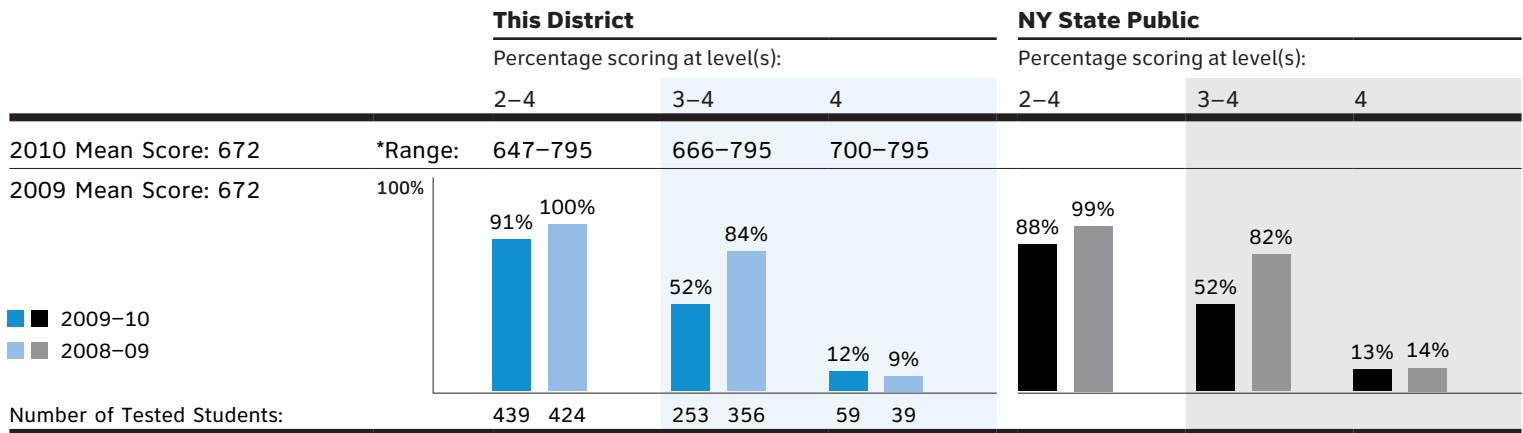 This District NY State Public
Percentage scoring at level(s): Percentage scoring at level(s):
2–4 3–4 4 2–4 3–4 4
2010 Mean Score: 672 *Range: 647–795 666–795 700–795
2009 Mean Score: 672 100%
91% 100% 84% 88% 99% 82%
52% 52%
12% 9% 13% 14%
2009–10
2008–09
Number of Tested Students: 439 424 253 356 59 39